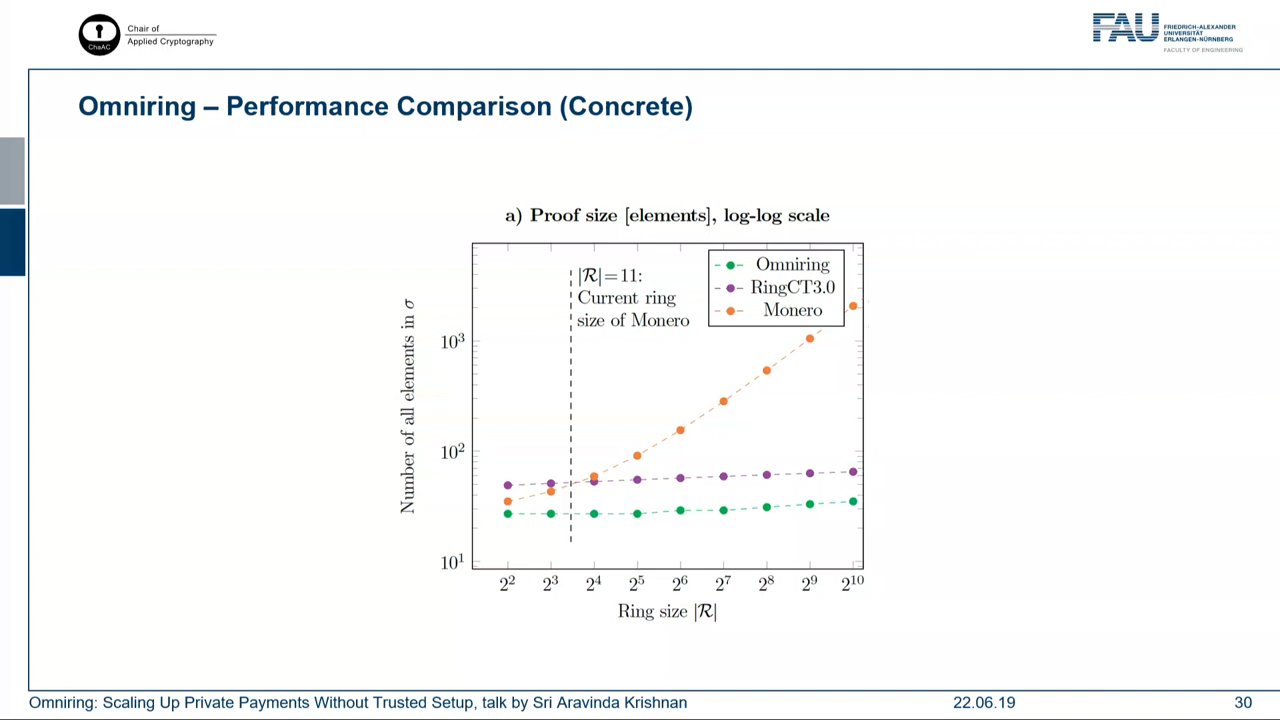 ChaAC
Chair of
Applied Cryptography
FAU
FRIEDRICH-ALEXANDER
UNIVERSITÄT
ERLANGEN-NÜRNBERG
FACULTY OF ENGINEERING
Omniring – Performance Comparison (Concrete)
a) Proof size [elements], log-log scale
Number of all elements in σ
10³
10²
10¹
|ℛ|=11:
Current ring
size of Monero
Omniring
RingCT3.0
Monero
2² 2³ 2⁴ 2⁵ 2⁶ 2⁷ 2⁸ 2⁹ 2¹⁰
Ring size |ℛ|
Omniring: Scaling Up Private Payments Without Trusted Setup, talk by Sri Aravinda Krishnan 22.06.19 30